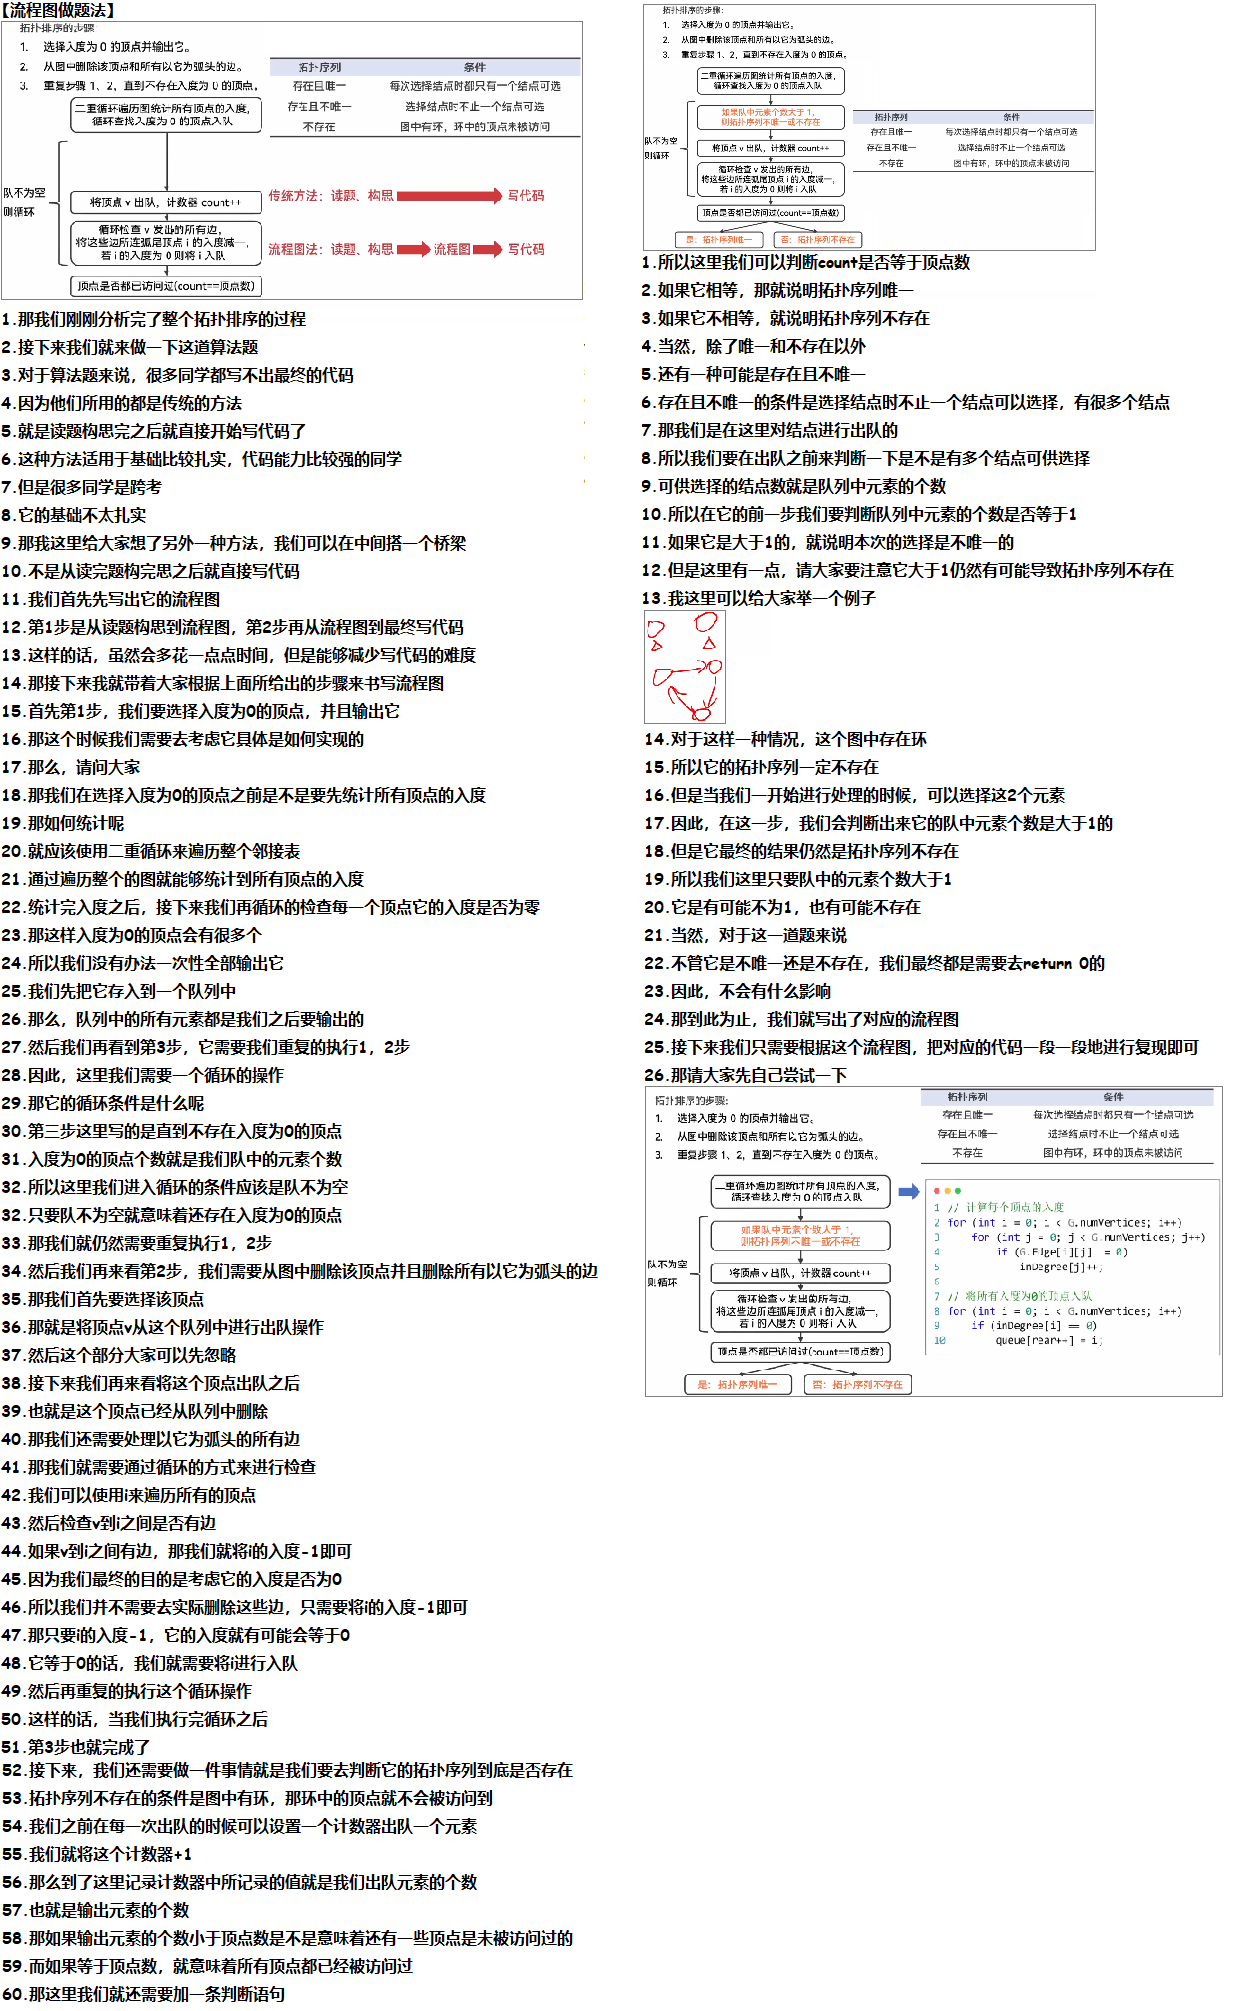 【流程图做题法】
拓扑排序的步骤
1. 选择入度为 0 的顶点并输出它。
2. 从图中删除该顶点和所有以它为弧头的边。
3. 重复步骤 1、2，直到不存在入度为 0 的顶点。
拓扑序列 条件
存在且唯一 每次选择结点时都只有一个结点可选
存在且不唯一 选择结点时不止一个结点可选
不存在 图中有环，环中的顶点未被访问
二重循环遍历图统计所有顶点的入度，
循环查找入度为 0 的顶点入队
队不为空
则循环
将顶点 v 出队，计数器 count++
循环检查 v 发出的所有边，
将这些边所连弧尾顶点 i 的入度减一，
若 i 的入度为 0 则将 i 入队
顶点是否都已访问过(count==顶点数)
传统方法：读题、构思 写代码
流程图法：读题、构思 流程图 写代码
1.那我们刚刚分析完了整个拓扑排序的过程
2.接下来我们就来做一下这道算法题
3.对于算法题来说，很多同学都写不出最终的代码
4.因为他们所用的都是传统的方法
5.就是读题构思完之后就直接开始写代码了
6.这种方法适用于基础比较扎实，代码能力比较强的同学
7.但是很多同学是跨考
8.它的基础不太扎实
9.那我这里给大家想了另外一种方法，我们可以在中间搭一个桥梁
10.不是从读完题构完思之后就直接写代码
11.我们首先先写出它的流程图
12.第1步是从读题构思到流程图，第2步再从流程图到最终写代码
13.这样的话，虽然会多花一点点时间，但是能够减少写代码的难度
14.那接下来我就带着大家根据上面所给出的步骤来书写流程图
15.首先第1步，我们要选择入度为0的顶点，并且输出它
16.那这个时候我们需要去考虑它具体是如何实现的
17.那么，请问大家
18.那我们在选择入度为0的顶点之前是不是要先统计所有顶点的入度
19.那如何统计呢
20.就应该使用二重循环来遍历整个邻接表
21.通过遍历整个的图就能够统计到所有顶点的入度
22.统计完入度之后，接下来我们再循环的检查每一个顶点它的入度是否为零
23.那这样入度为0的顶点会有很多个
24.所以我们没有办法一次性全部输出它
25.我们先把它存入到一个队列中
26.那么，队列中的所有元素都是我们之后要输出的
27.然后我们再看到第3步，它需要我们重复的执行1，2步
28.因此，这里我们需要一个循环的操作
29.那它的循环条件是什么呢
30.第三步这里写的是直到不存在入度为0的顶点
31.入度为0的顶点个数就是我们队中的元素个数
32.所以这里我们进入循环的条件应该是队不为空
32.只要队不为空就意味着还存在入度为0的顶点
33.那我们就仍然需要重复执行1，2步
34.然后我们再来看第2步，我们需要从图中删除该顶点并且删除所有以它为弧头的边
35.那我们首先要选择该顶点
36.那就是将顶点v从这个队列中进行出队操作
37.然后这个部分大家可以先忽略
38.接下来我们再来看将这个顶点出队之后
39.也就是这个顶点已经从队列中删除
40.那我们还需要处理以它为弧头的所有边
41.那我们就需要通过循环的方式来进行检查
42.我们可以使用i来遍历所有的顶点
43.然后检查v到i之间是否有边
44.如果v到i之间有边，那我们就将i的入度-1即可
45.因为我们最终的目的是考虑它的入度是否为0
46.所以我们并不需要去实际删除这些边，只需要将i的入度-1即可
47.那只要i的入度-1，它的入度就有可能会等于0
48.它等于0的话，我们就需要将i进行入队
49.然后再重复的执行这个循环操作
50.这样的话，当我们执行完循环之后
51.第3步也就完成了
52.接下来，我们还需要做一件事情就是我们要去判断它的拓扑序列到底是否存在
53.拓扑序列不存在的条件是图中有环，那环中的顶点就不会被访问到
54.我们之前在每一次出队的时候可以设置一个计数器出队一个元素
55.我们就将这个计数器+1
56.那么到了这里记录计数器中所记录的值就是我们出队元素的个数
57.也就是输出元素的个数
58.那如果输出元素的个数小于顶点数是不是意味着还有一些顶点是未被访问过的
59.而如果等于顶点数，就意味着所有顶点都已经被访问过
60.那这里我们就还需要加一条判断语句
拓扑排序的步骤:
1. 选择入度为 0 的顶点并输出它。
2. 从图中删除该顶点和所有以它为弧头的边。
3. 重复步骤 1、2，直到不存在入度为 0 的顶点。
二重循环遍历图统计所有顶点的入度，
循环查找入度为 0 的顶点入队
如果队中元素个数大于 1，
则拓扑序列不唯一或不存在
队不为空
则循环
将顶点 v 出队，计数器 count++
循环检查 v 发出的所有边，
将这些边所连弧尾顶点 i 的入度减一，
若 i 的入度为 0 则将 i 入队
顶点是否都已访问过(count==顶点数)
是：拓扑序列唯一 否：拓扑序列不存在
拓扑序列 条件
存在且唯一 每次选择结点时都只有一个结点可选
存在且不唯一 选择结点时不止一个结点可选
不存在 图中有环，环中的顶点未被访问
1.所以这里我们可以判断count是否等于顶点数
2.如果它相等，那就说明拓扑序列唯一
3.如果它不相等，就说明拓扑序列不存在
4.当然，除了唯一和不存在以外
5.还有一种可能是存在且不唯一
6.存在且不唯一的条件是选择结点时不止一个结点可以选择，有很多个结点
7.那我们是在这里对结点进行出队的
8.所以我们要在出队之前来判断一下是不是有多个结点可供选择
9.可供选择的结点数就是队列中元素的个数
10.所以在它的前一步我们要判断队列中元素的个数是否等于1
11.如果它是大于1的，就说明本次的选择是不唯一的
12.但是这里有一点，请大家要注意它大于1仍然有可能导致拓扑序列不存在
13.我这里可以给大家举一个例子
14.对于这样一种情况，这个图中存在环
15.所以它的拓扑序列一定不存在
16.但是当我们一开始进行处理的时候，可以选择这2个元素
17.因此，在这一步，我们会判断出来它的队中元素个数是大于1的
18.但是它最终的结果仍然是拓扑序列不存在
19.所以我们这里只要队中的元素个数大于1
20.它是有可能不为1，也有可能不存在
21.当然，对于这一道题来说
22.不管它是不唯一还是不存在，我们最终都是需要去return 0的
23.因此，不会有什么影响
24.那到此为止，我们就写出了对应的流程图
25.接下来我们只需要根据这个流程图，把对应的代码一段一段地进行复现即可
26.那请大家先自己尝试一下
拓扑排序的步骤:
1. 选择入度为 0 的顶点并输出它。
2. 从图中删除该顶点和所有以它为弧头的边。
3. 重复步骤 1、2，直到不存在入度为 0 的顶点。
拓扑序列 条件
存在且唯一 每次选择结点时都只有一个结点可选
存在且不唯一 选择结点时不止一个结点可选
不存在 图中有环，环中的顶点未被访问
二重循环遍历图统计所有顶点的入度，
循环查找入度为 0 的顶点入队
如果队中元素个数大于 1，
则拓扑序列不唯一或不存在
队不为空
则循环
将顶点 v 出队，计数器 count++
循环检查 v 发出的所有边，
将这些边所连弧尾顶点 i 的入度减一，
若 i 的入度为 0 则将 i 入队
顶点是否都已访问过(count==顶点数)
是：拓扑序列唯一 否：拓扑序列不存在
1 // 计算每个顶点的入度
2 for (int i = 0; i < G.numVertices; i++)
3 for (int j = 0; j < G.numVertices; j++)
4 if (G.Edge[i][j] = 0)
5 inDegree[j]++;
6
7 // 将所有入度为0的顶点入队
8 for (int i = 0; i < G.numVertices; i++)
9 if (inDegree[i] == 0)
10 queue[rear++] = i;